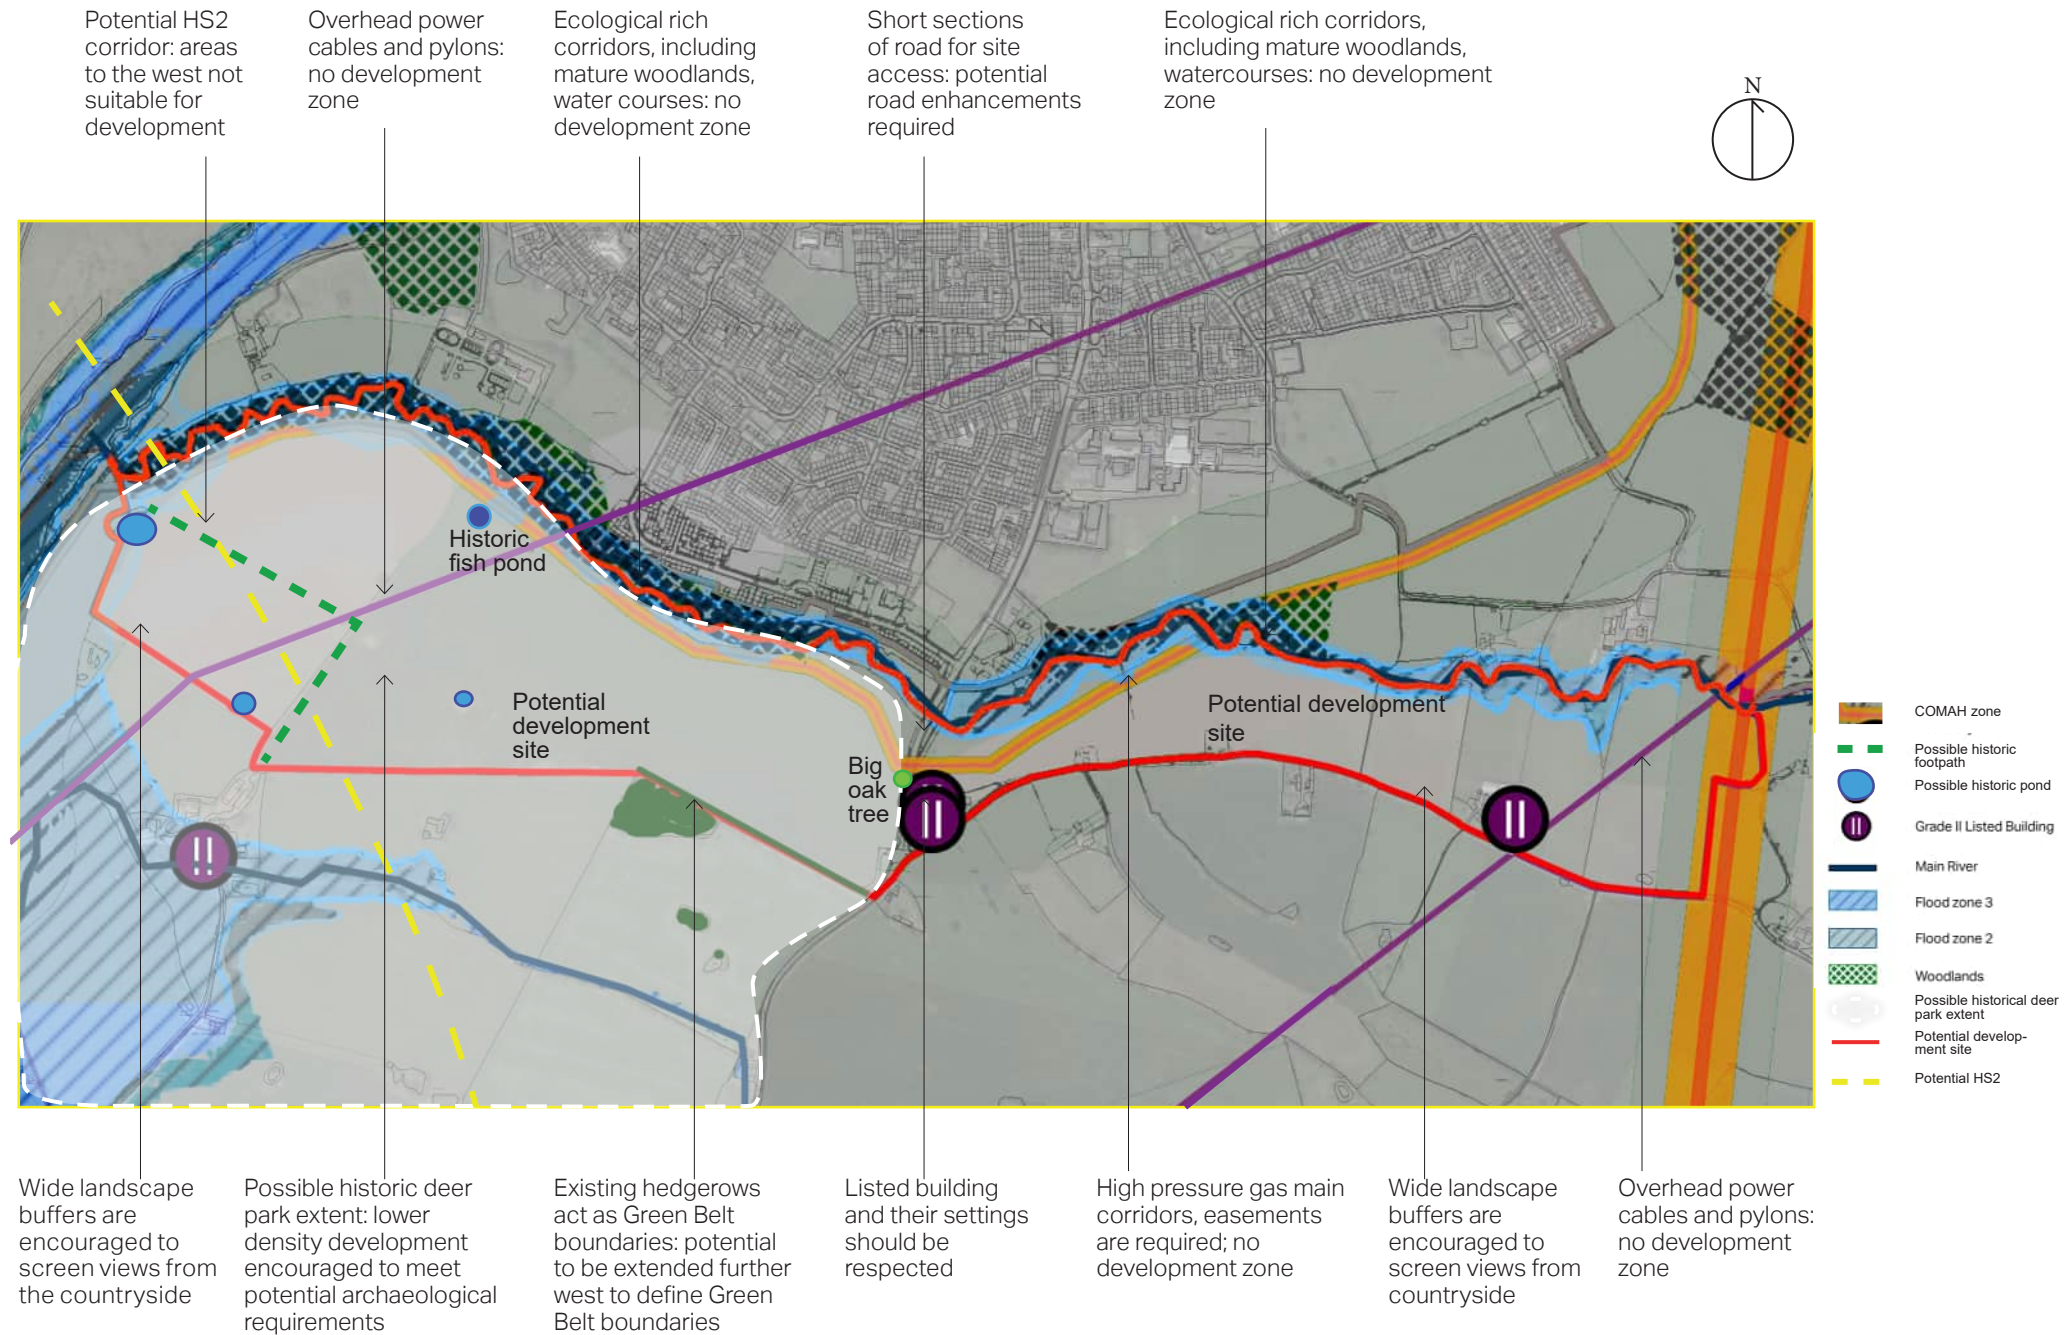 Potential HS2
corridor: areas
to the west not
suitable for
development
Overhead power
cables and pylons:
no development
zone
Ecological rich
corridors, including
mature woodlands,
water courses: no
development zone
Short sections
of road for site
access: potential
road enhancements
required
Ecological rich corridors,
including mature woodlands,
watercourses: no development
zone
N
Historic
fish pond
Potential
development
site
Big
oak
tree
Potential development
site
COMAH zone
Possible historic
footpath
Possible historic pond
Grade II Listed Building
Main River
Flood zone 3
Flood zone 2
Woodlands
Possible historical deer
park extent
Potential develop-
ment site
Potential HS2
Wide landscape
buffers are
encouraged to
screen views from
the countryside
Possible historic deer
park extent: lower
density development
encouraged to meet
potential archaeological
requirements
Existing hedgerows
act as Green Belt
boundaries: potential
to be extended further
west to define Green
Belt boundaries
Listed building
and their settings
should be
respected
High pressure gas main
corridors, easements
are required; no
development zone
Wide landscape
buffers are
encouraged to
screen views from
countryside
Overhead power
cables and pylons:
no development
zone